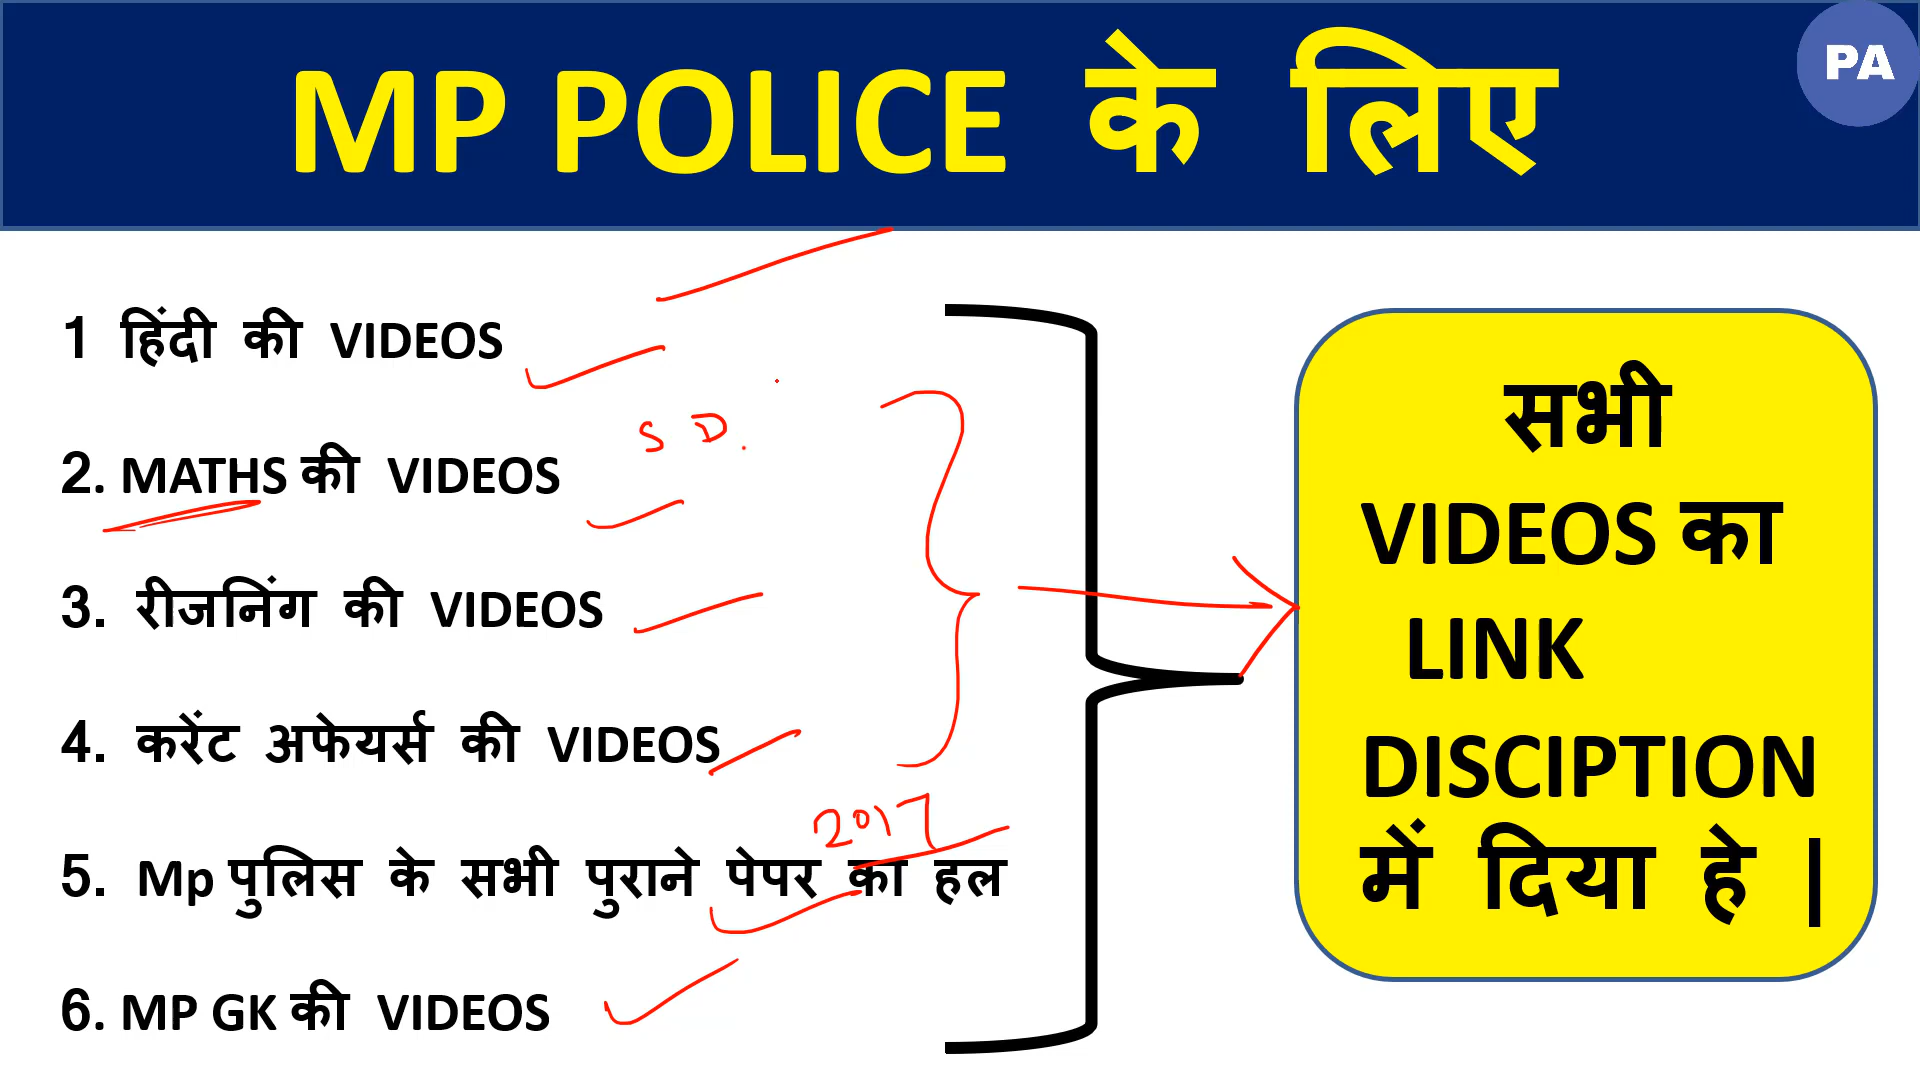 MP POLICE के लिए
PA
1 हिंदी की VIDEOS
S D.
2. MATHS की VIDEOS
3. रीजनिंग की VIDEOS
4. करेंट अफेयर्स की VIDEOS
2017
5. Mp पुलिस के सभी पुराने पेपर का हल
6. MP GK की VIDEOS
सभी
VIDEOS का
LINK
DISCIPTION
में दिया हे |